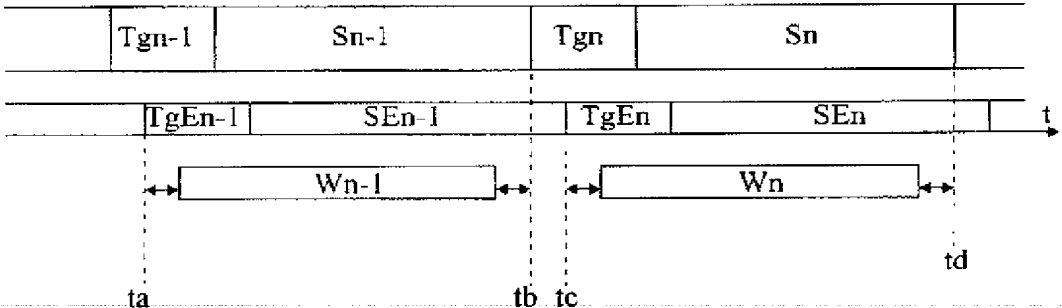 Tgn-1 Sn-1 Tgn Sn
TgEn-1 SEn-1 TgEn SEn t
Wn-1 Wn
td
ta tb tc